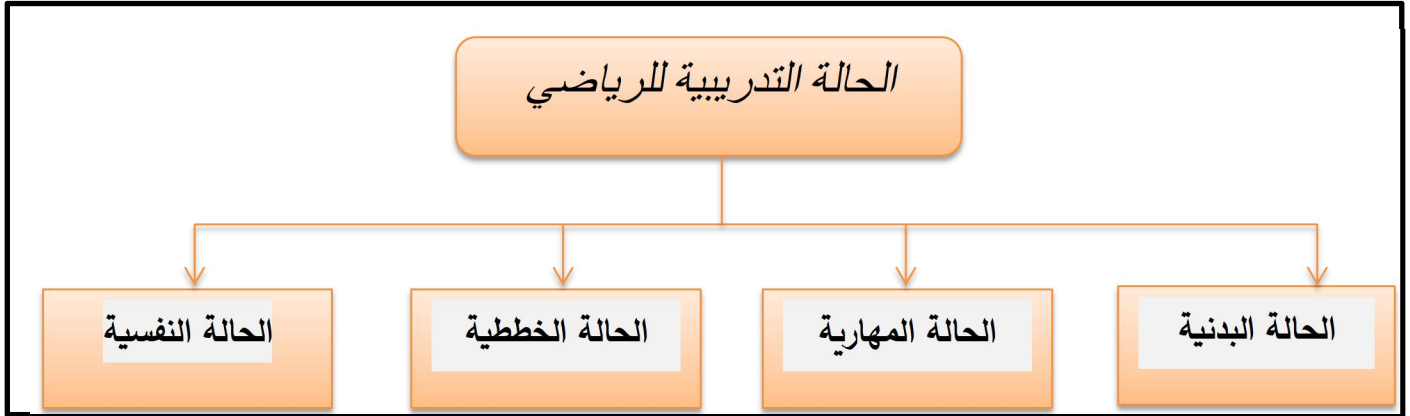 الحالة التدريبية للرياضي
الحالة البدنية
الحالة المهارية
الحالة الخططية
الحالة النفسية